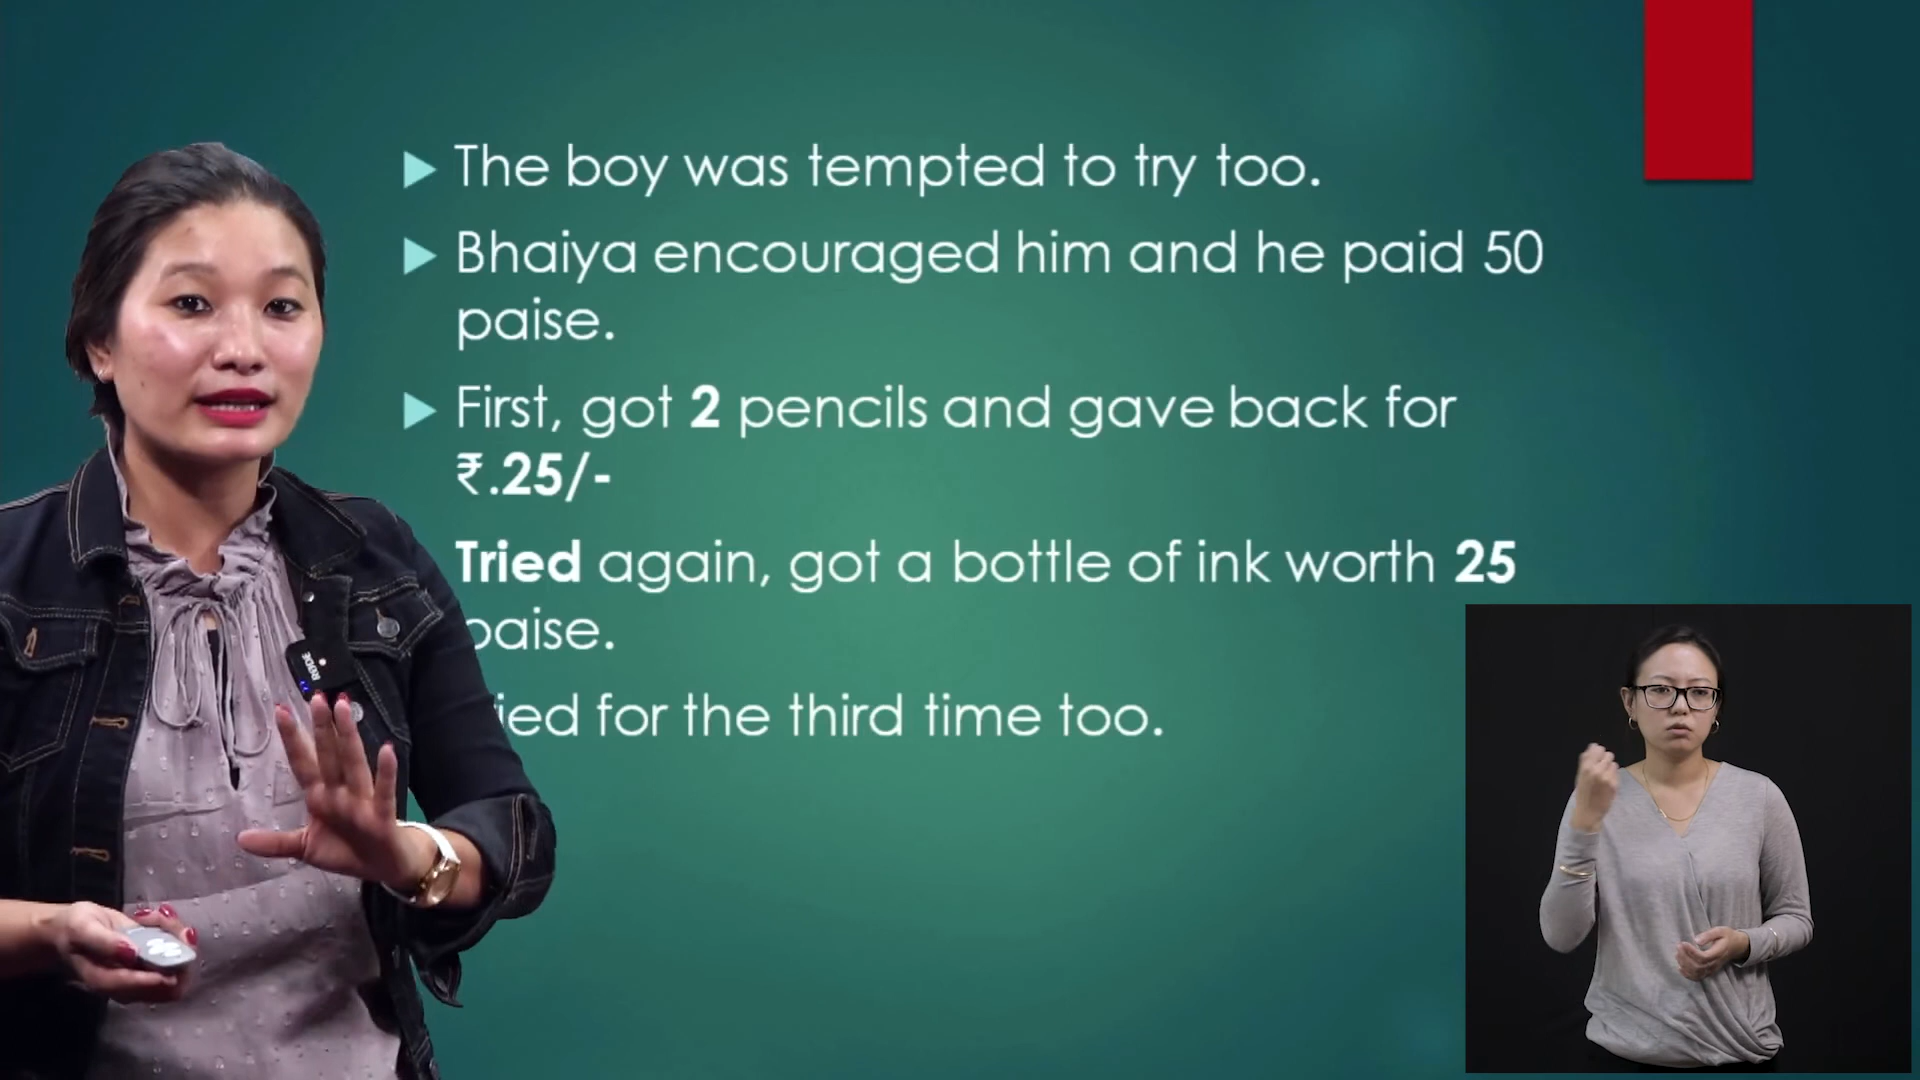 The boy was tempted to try too.
Bhaiya encouraged him and he paid 50
paise.
First, got 2 pencils and gave back for
₹.25/-
Tried again, got a bottle of ink worth 25
paise.
for the third time too.
RODE